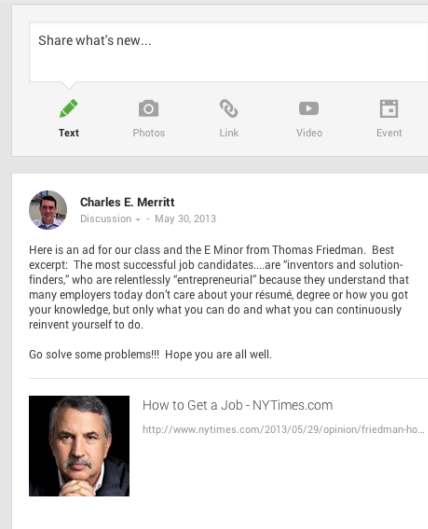 Share what's new...
Text
Photos
Link
Video
Event
Charles E. Merritt
Discussion - May 30, 2013
Here is an ad for our class and the E Minor from Thomas Friedman. Best
excerpt: The most successful job candidates....are “inventors and solution-
finders,” who are relentlessly “entrepreneurial” because they understand that
many employers today don’t care about your résumé, degree or how you got
your knowledge, but only what you can do and what you can continuously
reinvent yourself to do.
Go solve some problems!!! Hope you are all well.
How to Get a Job - NYTimes.com
http://www.nytimes.com/2013/05/29/opinion/friedman-ho...